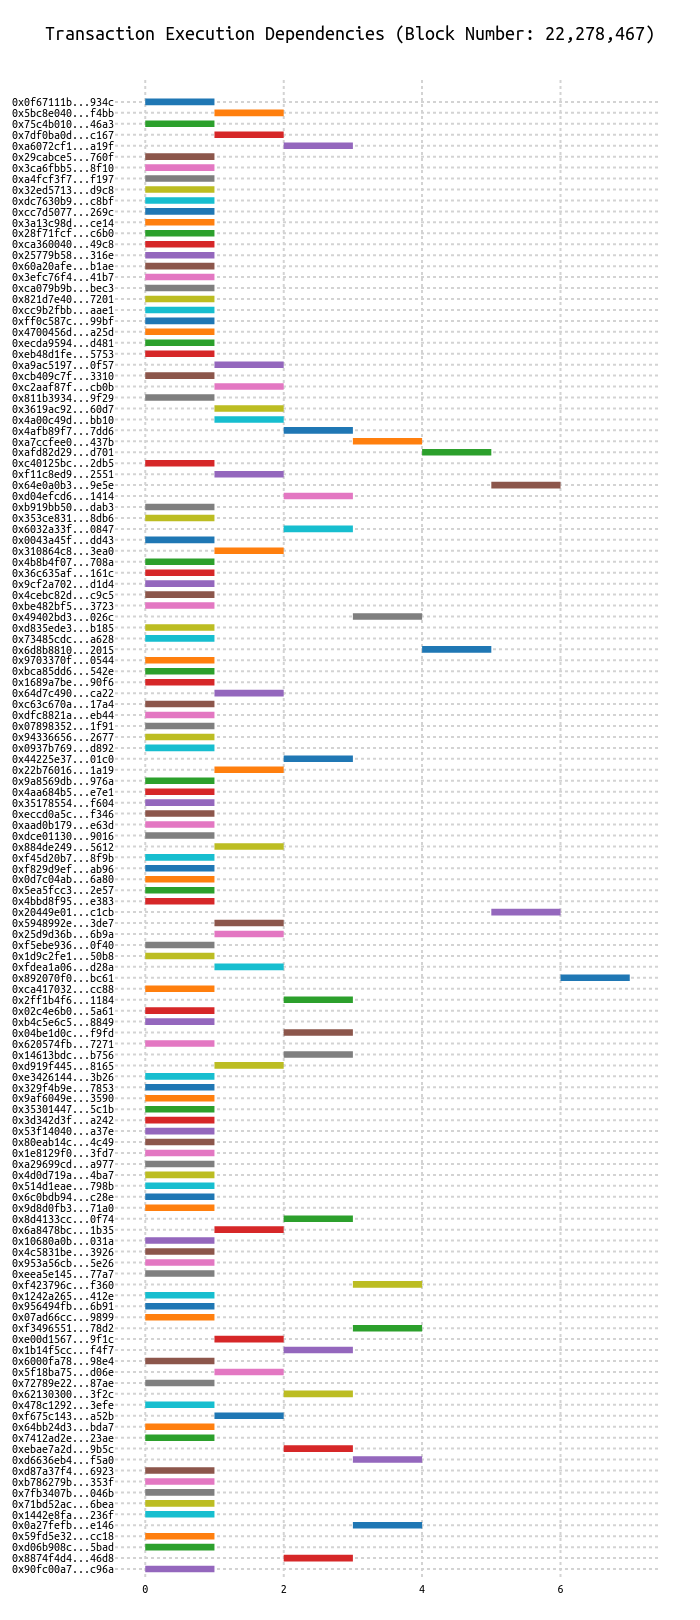 Transaction Execution Dependencies (Block Number: 22,278,467)
0x0f67111b...934c
0x5bc8e040...f4bb
0x75c4b010...46a3
0x7df0ba0d...c167
0xa6072cf1...a19f
0x29cabce5...760f
0x3ca6fbb5...8f10
0xa4fcf3f7...f197
0x32ed5713...d9c8
0xdc7630b9...c8bf
0xcc7d5077...269c
0x3a13c98d...ce14
0x28f71fcf...c6b0
0xca360040...49c8
0x25779b58...316e
0x60a20afe...b1ae
0x3efc76f4...41b7
0xca079b9b...bec3
0x821d7e40...7201
0xcc9b2fbb...aae1
0xff0c587c...99bf
0x4700456d...a25d
0xecda9594...d481
0xeb48d1fe...5753
0xa9ac5197...0f57
0xcb409c7f...3310
0xc2aaf87f...cb0b
0x811b3934...9f29
0x3619ac92...60d7
0x4a00c49d...bb10
0x4afb89f7...7dd6
0xa7ccfee0...437b
0xafd82d29...d701
0xc40125bc...2db5
0xf11c8ed9...2551
0x64e0a0b3...9e5e
0xd04efcd6...1414
0xb919bb50...dab3
0x353ce831...8db6
0x6032a33f...0847
0x0043a45f...dd43
0x310864c8...3ea0
0x4b8b4f07...708a
0x36c635af...161c
0x9cf2a702...d1d4
0x4cebc82d...c9c5
0xbe482bf5...3723
0x49402bd3...026c
0xd835ede3...b185
0x73485cdc...a628
0x6d8b8810...2015
0x9703370f...0544
0xbca85dd6...542e
0x1689a7be...90f6
0x64d7c490...ca22
0xc63c670a...17a4
0xdfc8821a...eb44
0x07898352...1f91
0x94336656...2677
0x0937b769...d892
0x44225e37...01c0
0x22b76016...1a19
0x9a8569db...976a
0x4aa684b5...e7e1
0x35178554...f604
0xeccd0a5c...f346
0xaad0b179...e63d
0xdce01130...9016
0x884de249...5612
0xf45d20b7...8f9b
0xf829d9ef...ab96
0x0d7c04ab...6a80
0x5ea5fcc3...2e57
0x4bbd8f95...e383
0x20449e01...c1cb
0x5948992e...3de7
0x25d9d36b...6b9a
0xf5ebe936...0f40
0x1d9c2fe1...50b8
0xfdea1a06...d28a
0x892070f0...bc61
0xca417032...cc88
0x2ff1b4f6...1184
0x02c4e6b0...5a61
0xb4c5e6c5...8849
0x04be1d0c...f9fd
0x620574fb...7271
0x14613bdc...b756
0xd919f445...8165
0xe3426144...3b26
0x329f4b9e...7853
0x9af6049e...3590
0x35301447...5c1b
0x3d342d3f...a242
0x53f14040...a37e
0x80eab14c...4c49
0x1e8129f0...3fd7
0xa29699cd...a977
0x4d0d719a...4ba7
0x514d1eae...798b
0x6c0bdb94...c28e
0x9d8d0fb3...71a0
0x8d4133cc...0f74
0x6a8478bc...1b35
0x10680a0b...031a
0x4c5831be...3926
0x953a56cb...5e26
0xeea5e145...77a7
0xf423796c...f360
0x1242a265...412e
0x956494fb...6b91
0x07ad66cc...9899
0xf3496551...78d2
0xe00d1567...9f1c
0x1b14f5cc...f4f7
0x6000fa78...98e4
0x5f18ba75...d06e
0x72789e22...87ae
0x62130300...3f2c
0x478c1292...3efe
0xf675c143...a52b
0x64bb24d3...bda7
0x7412ad2e...23ae
0xebae7a2d...9b5c
0xd6636eb4...f5a0
0xd87a37f4...6923
0xb786279b...353f
0x7fb3407b...046b
0x71bd52ac...6bea
0x1442e8fa...236f
0x0a27fefb...e146
0x59fd5e32...cc18
0xd06b908c...5bad
0x8874f4d4...46d8
0x90fc00a7...c96a
0 2 4 6